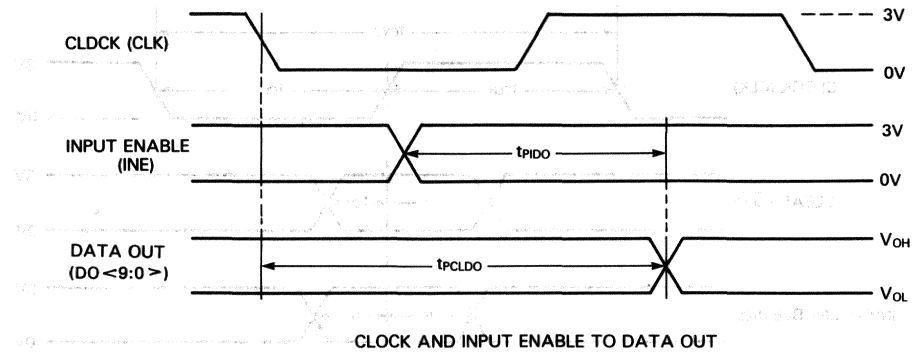 3V
CLDCK (CLK)
0V
3V
INPUT ENABLE
(INE)
tPIDO
0V
VOH
DATA OUT
(DO <9:0>)
tPCLDO
VOL
CLOCK AND INPUT ENABLE TO DATA OUT